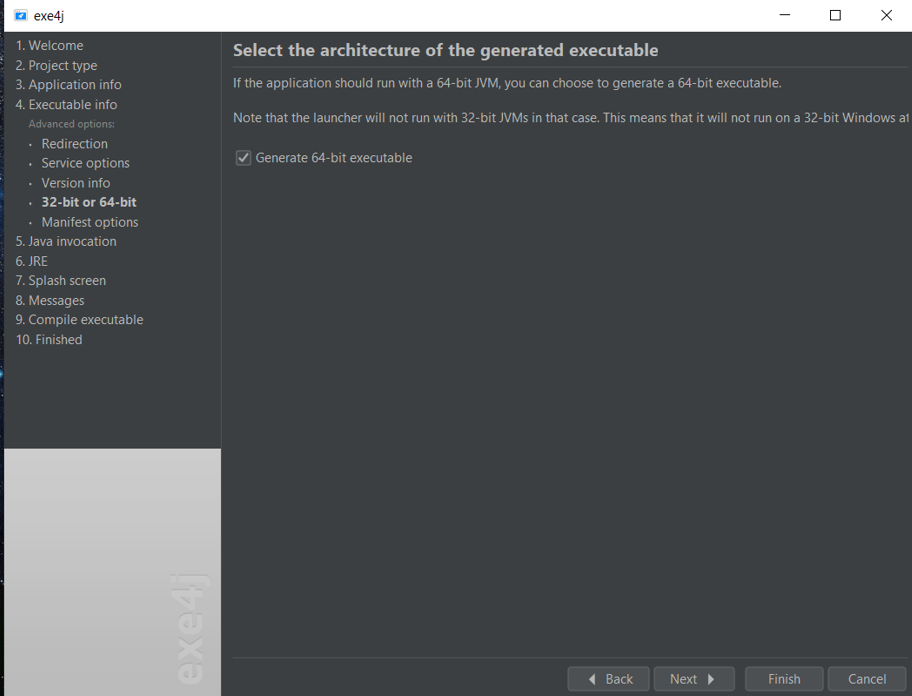 exe4j
1. Welcome
2. Project type
3. Application info
4. Executable info
Advanced options:
· Redirection
· Service options
· Version info
· 32-bit or 64-bit
· Manifest options
5. Java invocation
6. JRE
7. Splash screen
8. Messages
9. Compile executable
10. Finished
exe4j
Select the architecture of the generated executable
If the application should run with a 64-bit JVM, you can choose to generate a 64-bit executable.
Note that the launcher will not run with 32-bit JVMs in that case. This means that it will not run on a 32-bit Windows at
Generate 64-bit executable
Back Next Finish Cancel